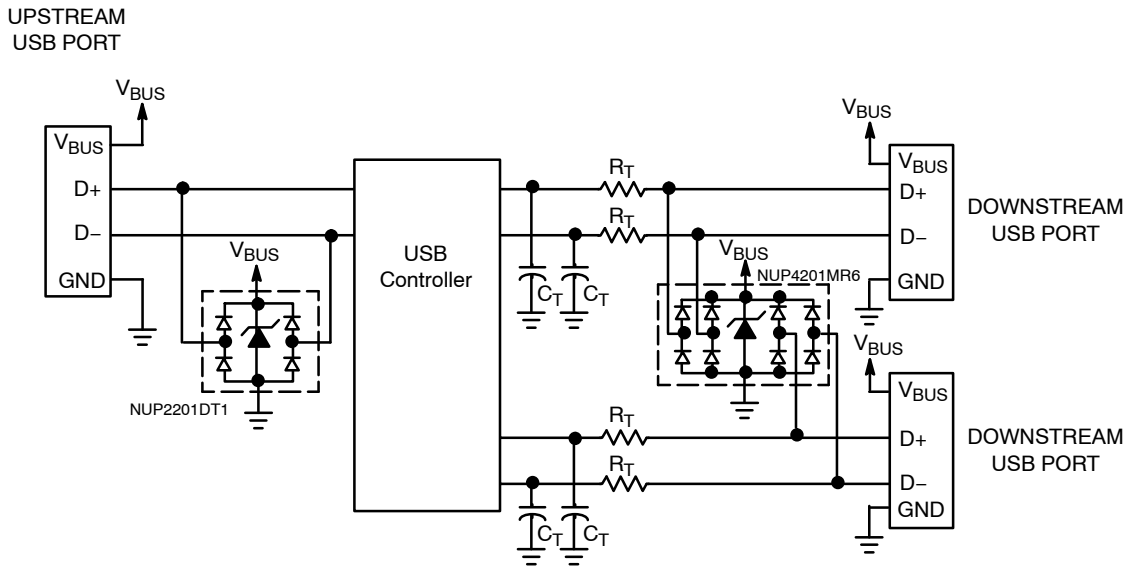 UPSTREAM
USB PORT
VBUS
VBUS
D+
D−
GND
VBUS
NUP2201DT1
USB
Controller
RT
RT
CT
CT
VBUS
NUP4201MR6
VBUS
VBUS
D+
D−
GND
DOWNSTREAM
USB PORT
RT
RT
CT
CT
VBUS
VBUS
D+
D−
GND
DOWNSTREAM
USB PORT